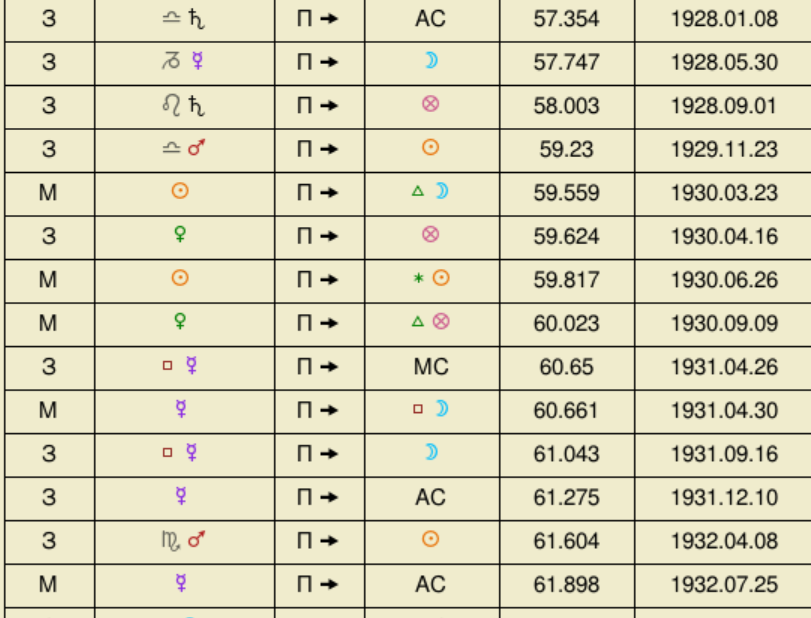 З ♎ ♄ П → AC 57.354 1928.01.08
З ♑ ☿ П → ☽ 57.747 1928.05.30
З ♌ ♄ П → ⊗ 58.003 1928.09.01
З ♎ ♂ П → ☉ 59.23 1929.11.23
М ☉ П → △ ☽ 59.559 1930.03.23
З ♀ П → ⊗ 59.624 1930.04.16
М ☉ П → ✶ ☉ 59.817 1930.06.26
М ♀ П → △ ⊗ 60.023 1930.09.09
З □ ☿ П → MC 60.65 1931.04.26
М ☿ П → □ ☽ 60.661 1931.04.30
З □ ☿ П → ☽ 61.043 1931.09.16
З ☿ П → AC 61.275 1931.12.10
З ♏ ♂ П → ☉ 61.604 1932.04.08
М ☿ П → AC 61.898 1932.07.25